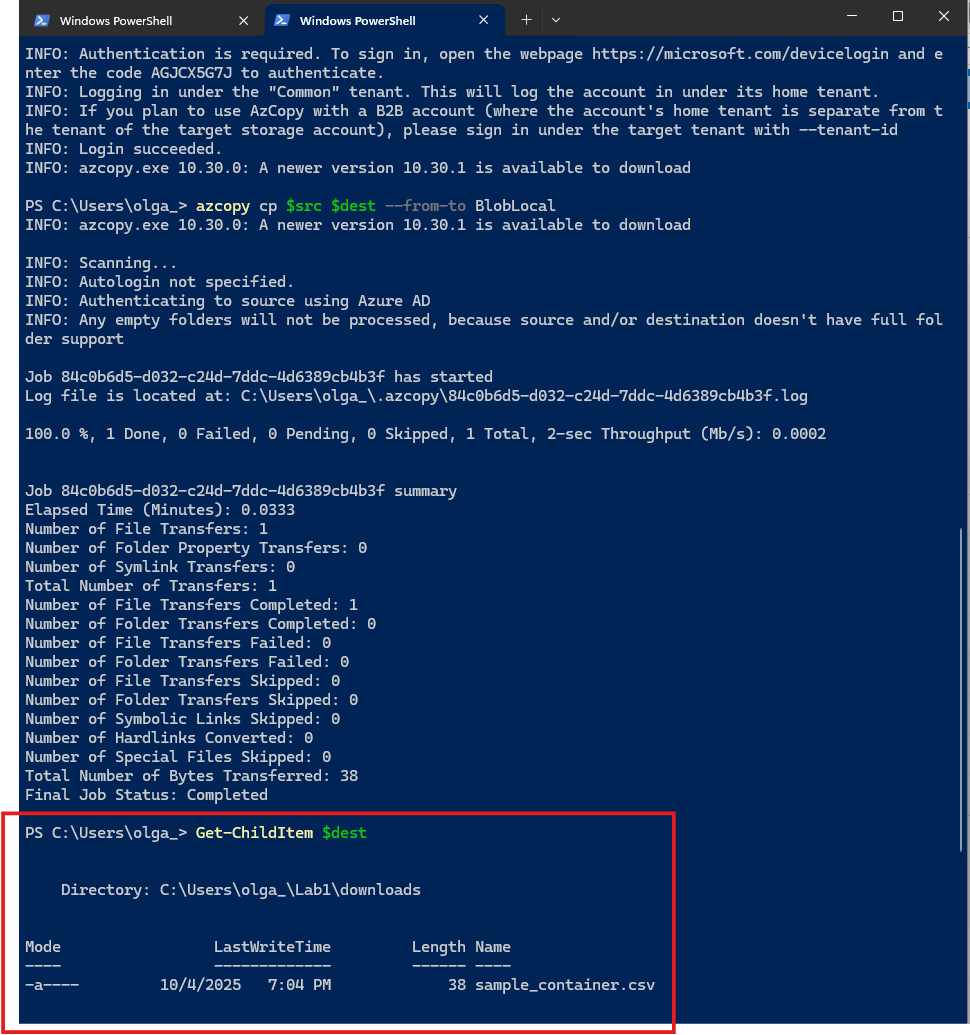 Windows PowerShell
Windows PowerShell
INFO: Authentication is required. To sign in, open the webpage https://microsoft.com/devicelogin and e
nter the code AGJCX5G7J to authenticate.
INFO: Logging in under the "Common" tenant. This will log the account in under its home tenant.
INFO: If you plan to use AzCopy with a B2B account (where the account's home tenant is separate from t
he tenant of the target storage account), please sign in under the target tenant with --tenant-id
INFO: Login succeeded.
INFO: azcopy.exe 10.30.0: A newer version 10.30.1 is available to download
PS C:\Users\olga_> azcopy cp $src $dest --from-to BlobLocal
INFO: azcopy.exe 10.30.0: A newer version 10.30.1 is available to download
INFO: Scanning...
INFO: Autologin not specified.
INFO: Authenticating to source using Azure AD
INFO: Any empty folders will not be processed, because source and/or destination doesn't have full fol
der support
Job 84c0b6d5-d032-c24d-7ddc-4d6389cb4b3f has started
Log file is located at: C:\Users\olga_\.azcopy\84c0b6d5-d032-c24d-7ddc-4d6389cb4b3f.log
100.0 %, 1 Done, 0 Failed, 0 Pending, 0 Skipped, 1 Total, 2-sec Throughput (Mb/s): 0.0002
Job 84c0b6d5-d032-c24d-7ddc-4d6389cb4b3f summary
Elapsed Time (Minutes): 0.0333
Number of File Transfers: 1
Number of Folder Property Transfers: 0
Number of Symlink Transfers: 0
Total Number of Transfers: 1
Number of File Transfers Completed: 1
Number of Folder Transfers Completed: 0
Number of File Transfers Failed: 0
Number of Folder Transfers Failed: 0
Number of File Transfers Skipped: 0
Number of Folder Transfers Skipped: 0
Number of Symbolic Links Skipped: 0
Number of Hardlinks Converted: 0
Number of Special Files Skipped: 0
Total Number of Bytes Transferred: 38
Final Job Status: Completed
PS C:\Users\olga_> Get-ChildItem $dest
Directory: C:\Users\olga_\Lab1\downloads
Mode LastWriteTime Length Name
---- ------------- ------ ----
-a---- 10/4/2025 7:04 PM 38 sample_container.csv